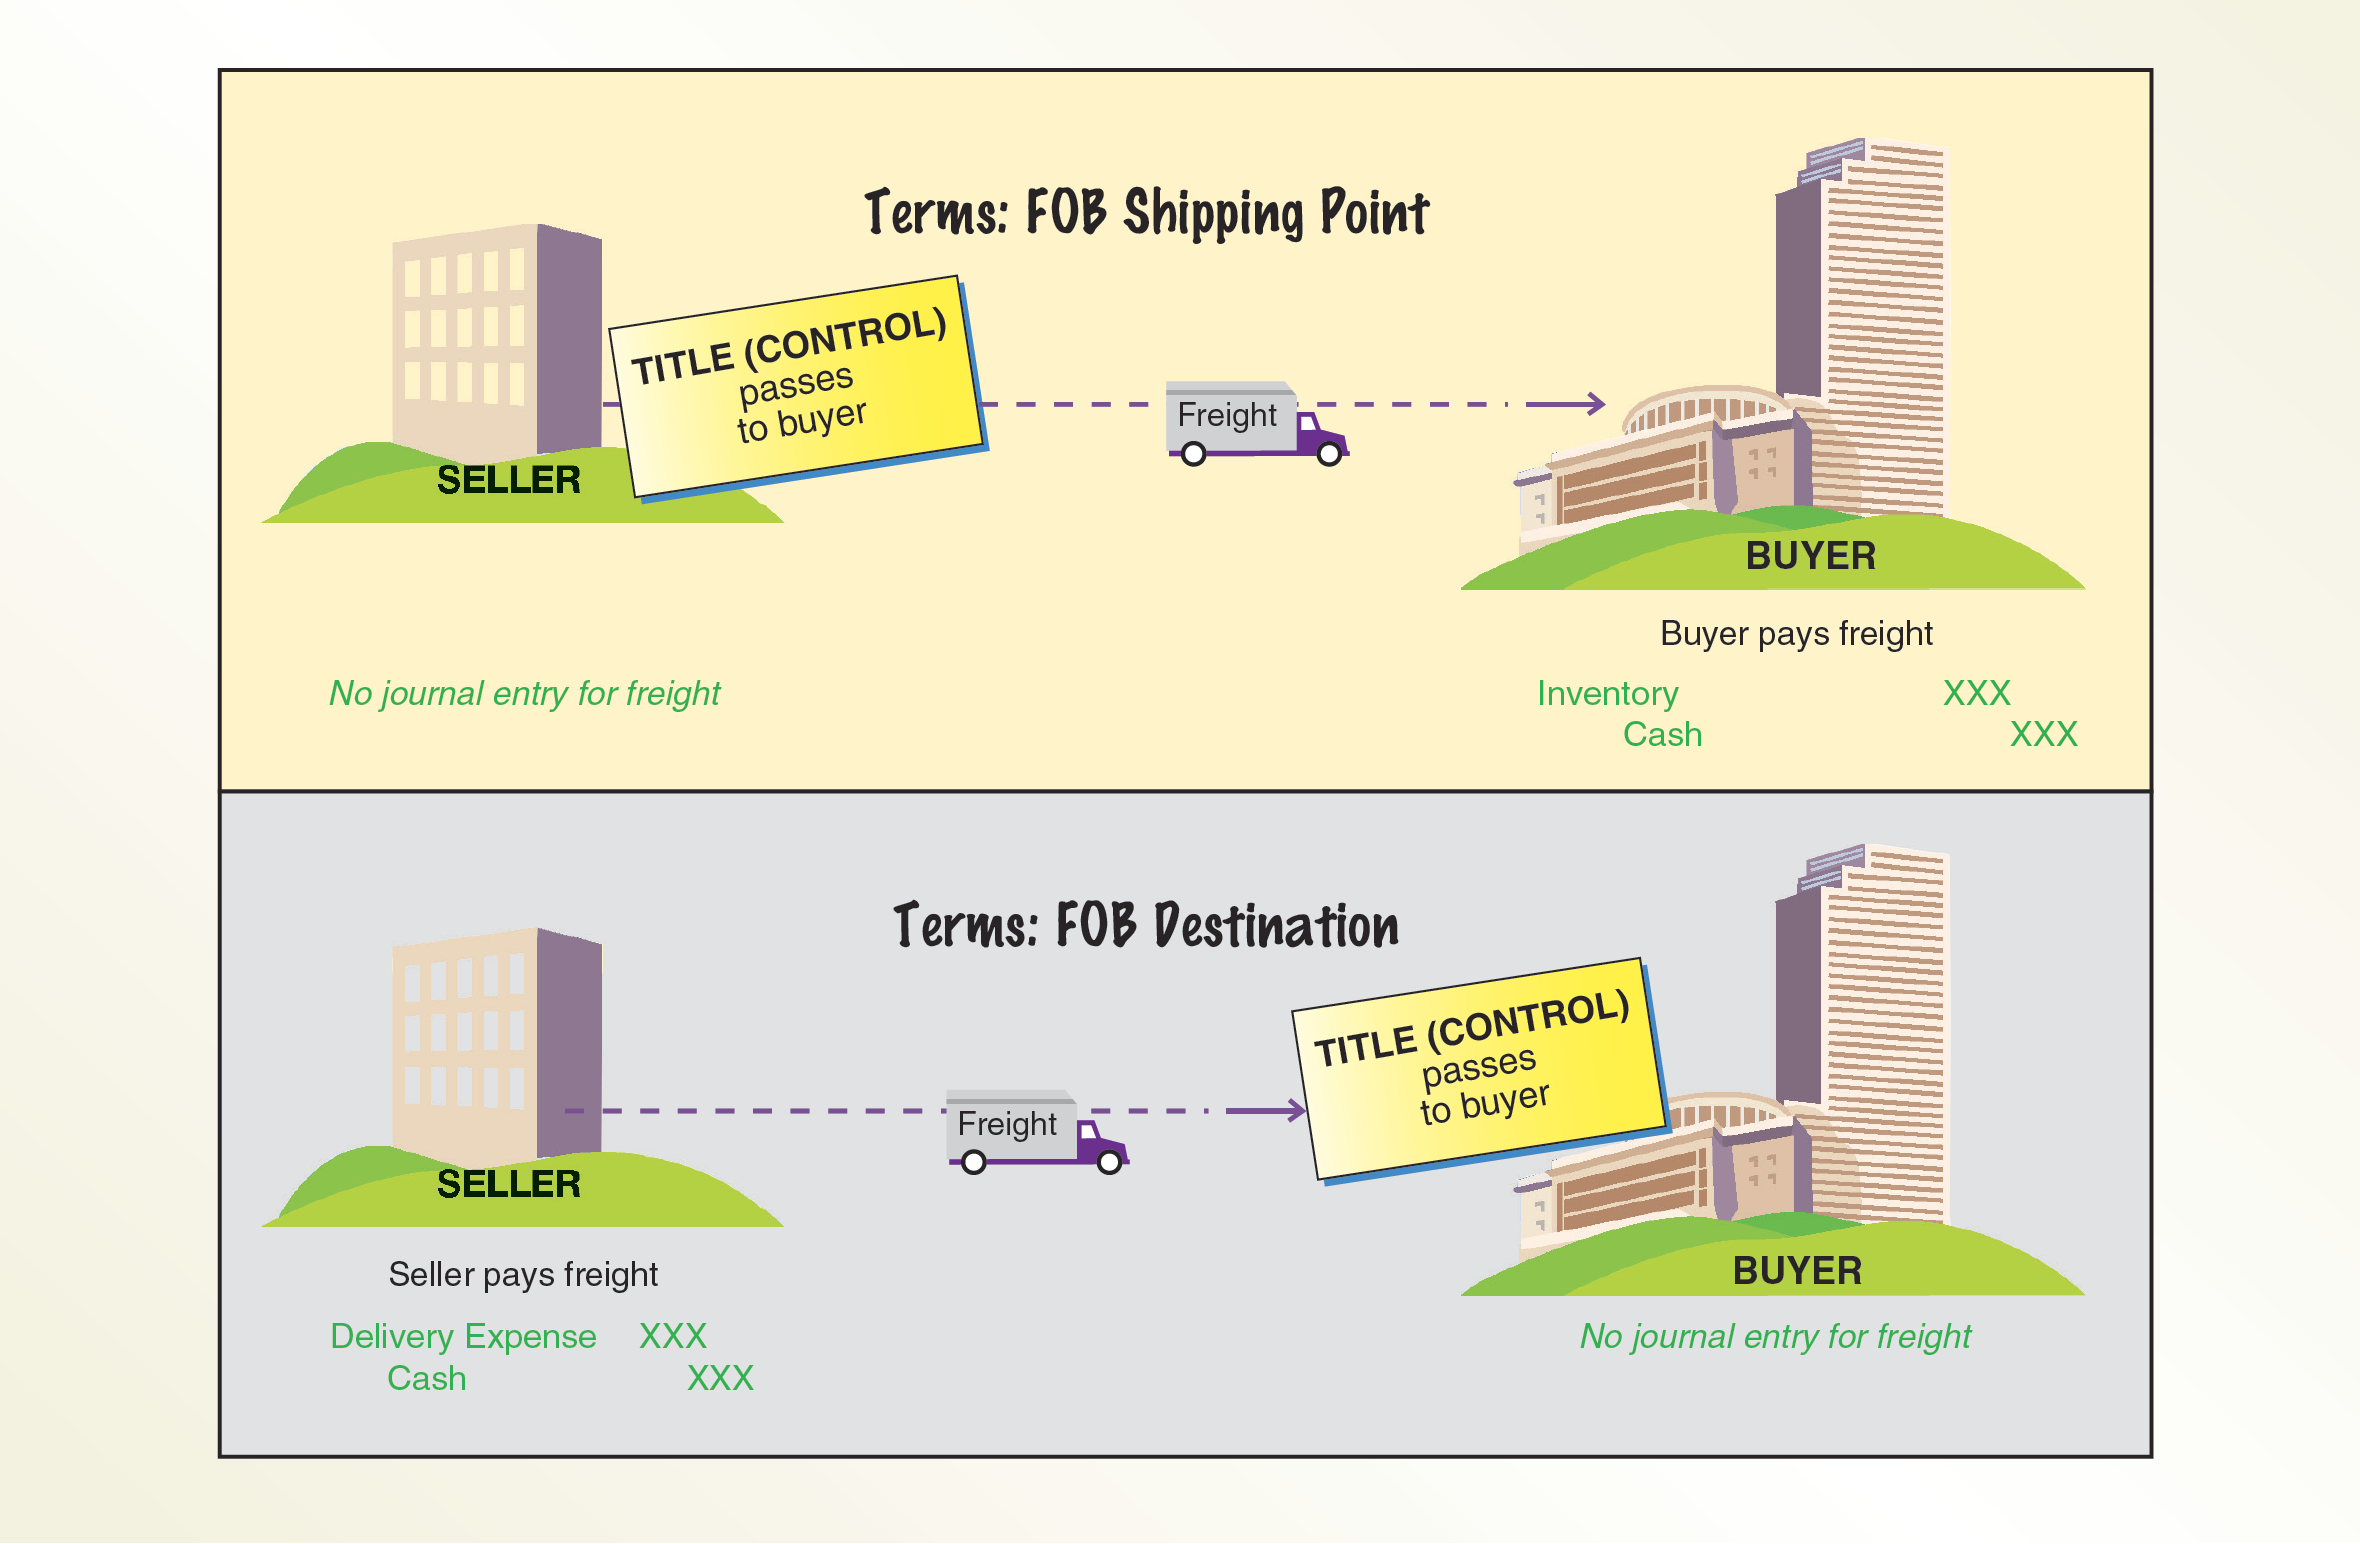 Terms: FOB Shipping Point
TITLE (CONTROL)
passes
to buyer
Freight
SELLER
BUYER
Buyer pays freight
No journal entry for freight
Inventory XXX
Cash XXX
Terms: FOB Destination
TITLE (CONTROL)
passes
to buyer
Freight
SELLER
BUYER
Seller pays freight
Delivery Expense XXX
Cash XXX
No journal entry for freight